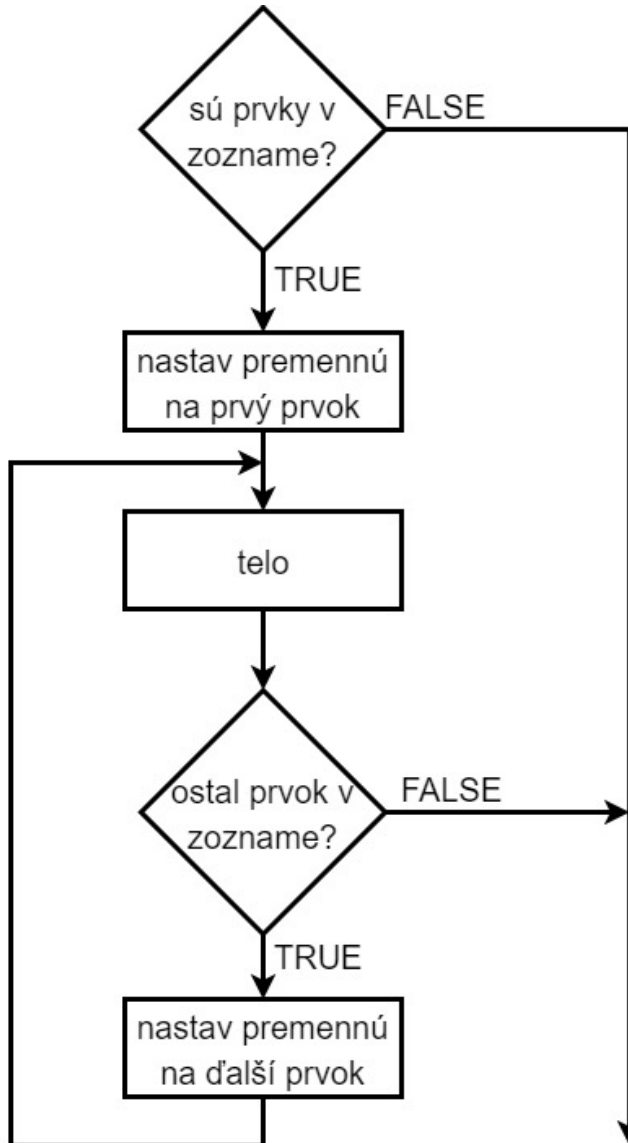 sú prvky v
zozname?
FALSE
TRUE
nastav premennú
na prvý prvok
telo
ostal prvok v
zozname?
FALSE
TRUE
nastav premennú
na ďalší prvok